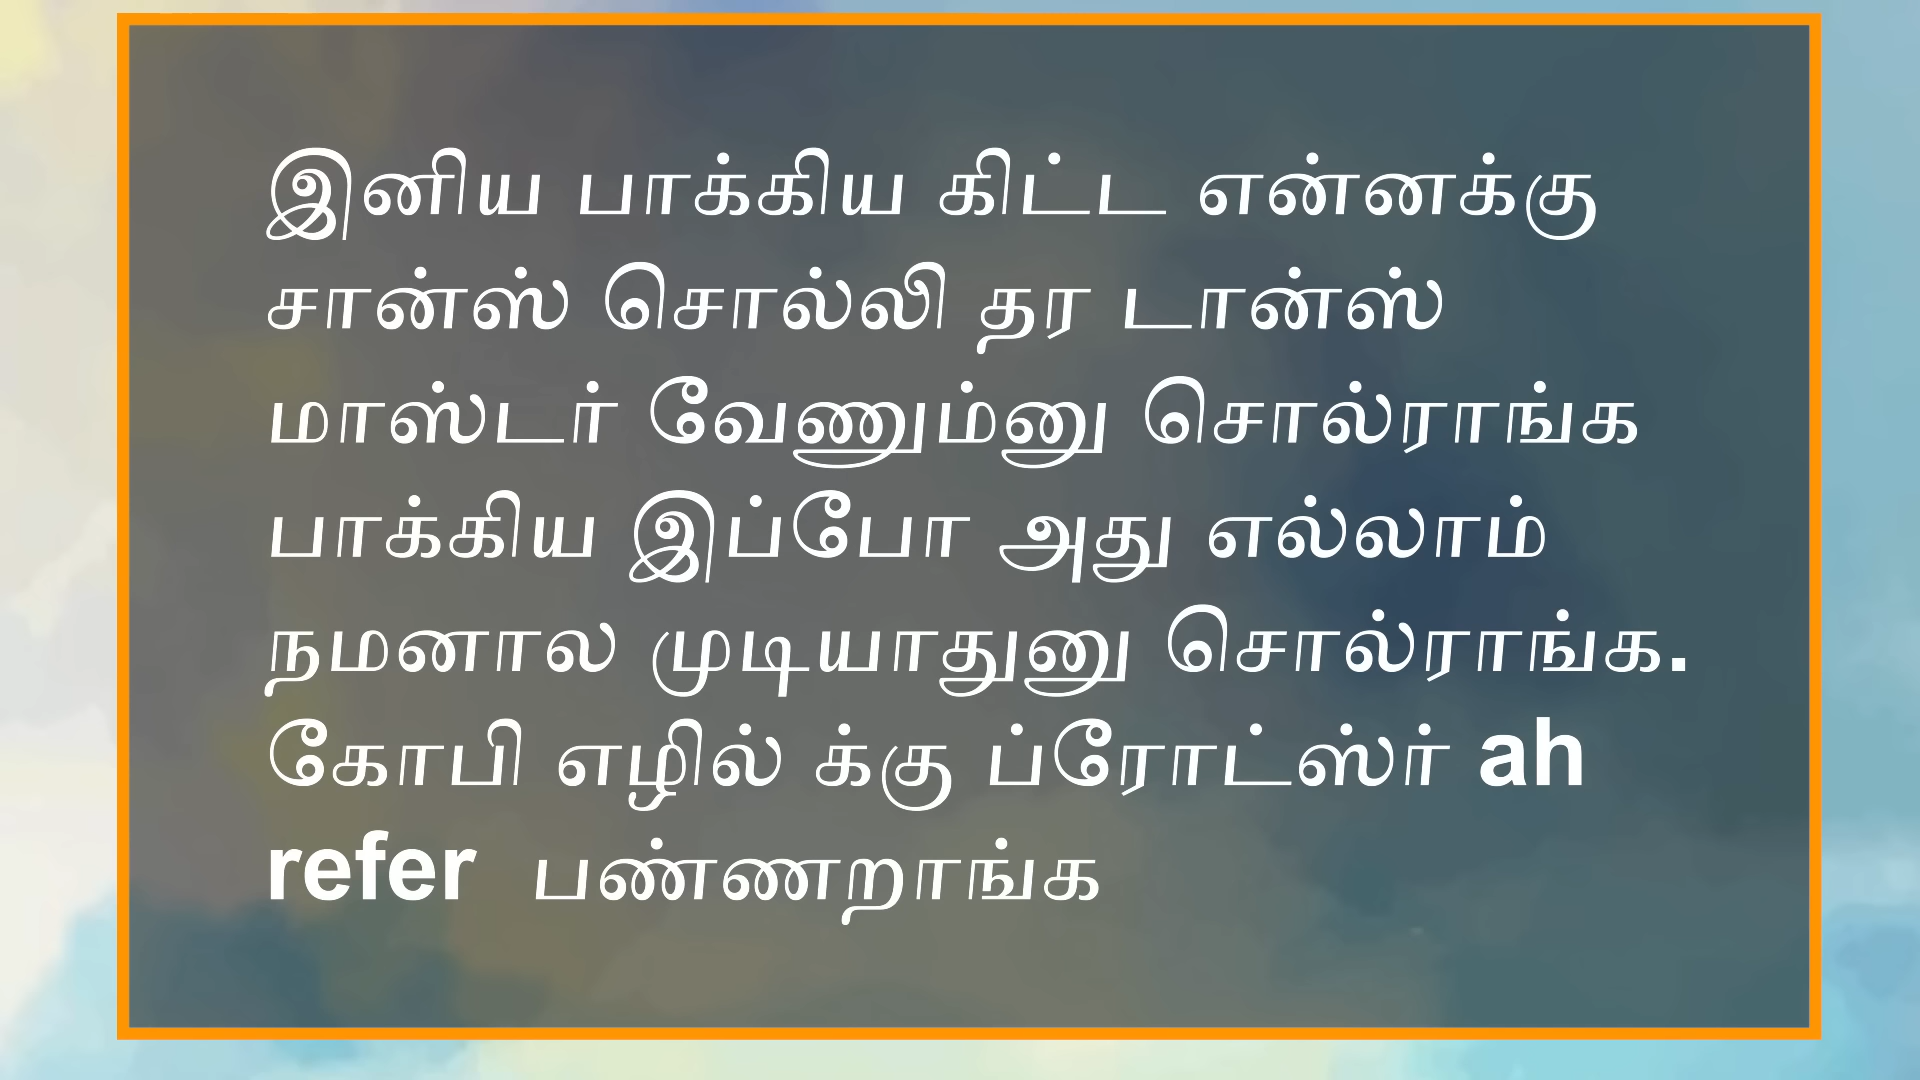 இனிய பாக்கிய கிட்ட என்னக்கு
சான்ஸ் சொல்லி தர டான்ஸ்
மாஸ்டர் வேணும்னு சொல்ராங்க
பாக்கிய இப்போ அது எல்லாம்
நமனால முடியாதுனு சொல்ராங்க.
கோபி எழில் க்கு ப்ரோட்ஸ்ர் ah
refer பண்ணறாங்க